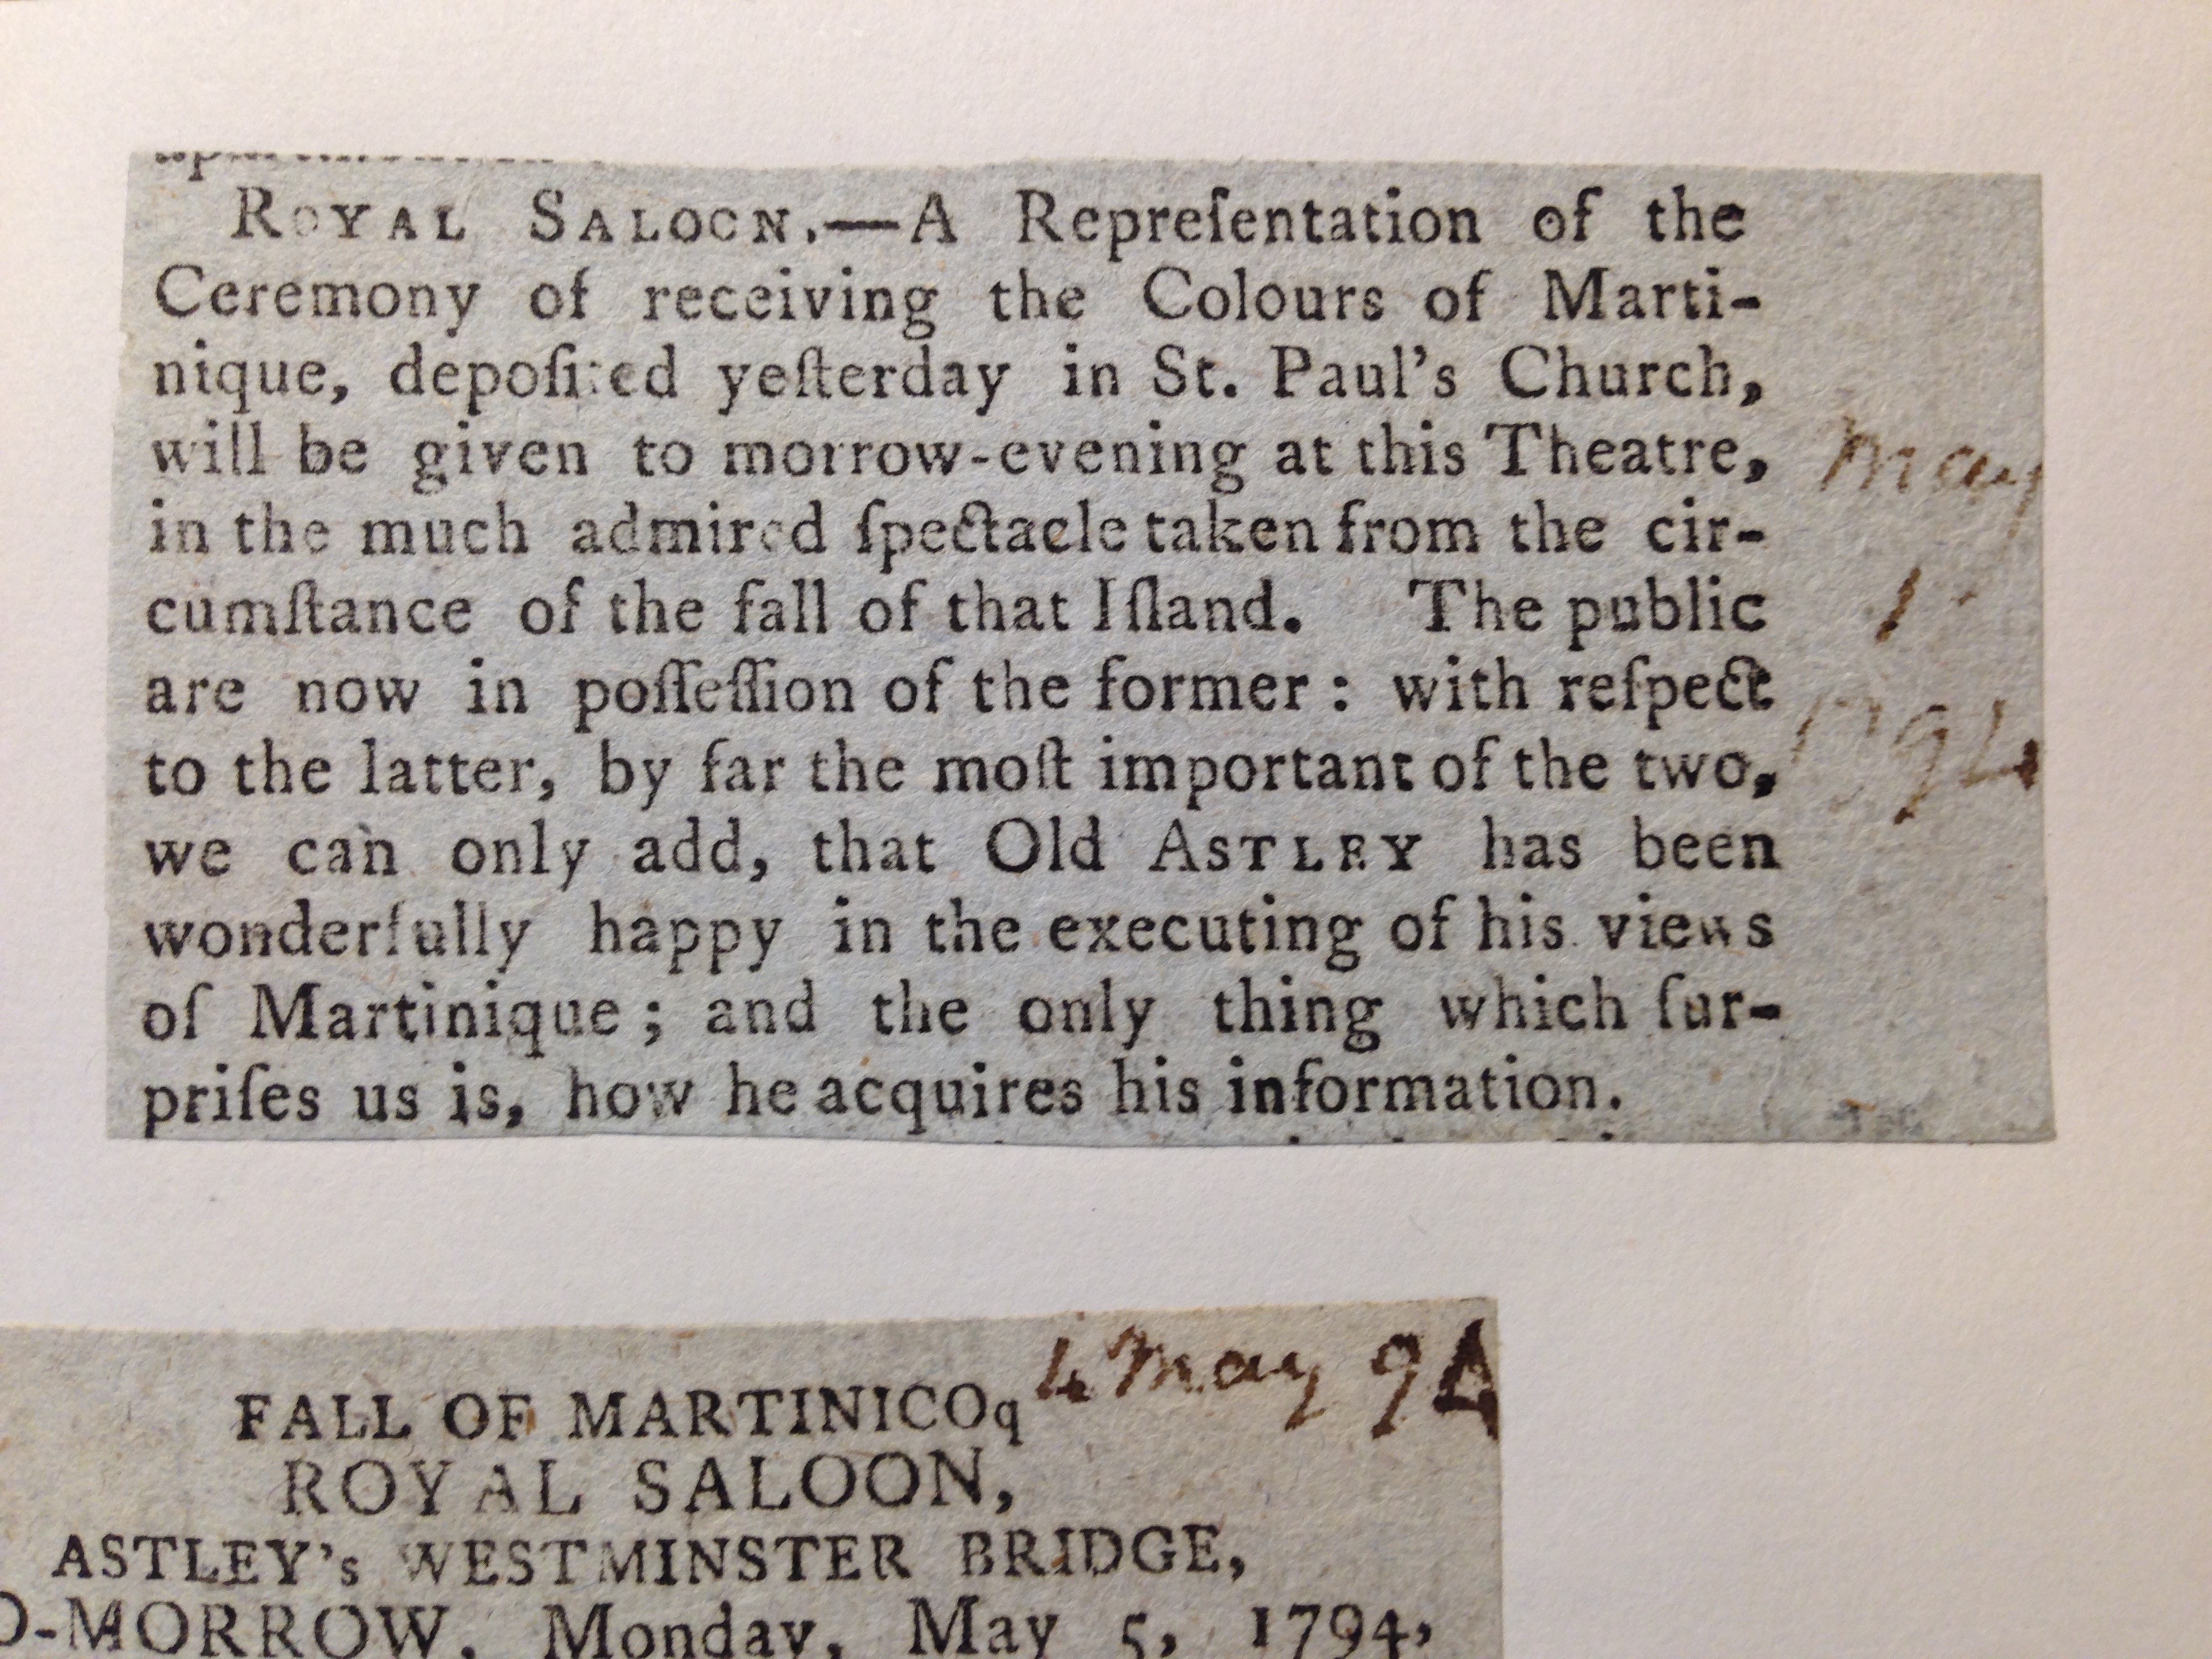 ROYAL SALOON.—A Repreſentation of the
Ceremony of receiving the Colours of Marti-
nique, depoſited yeſterday in St. Paul's Church,
will be given to morrow-evening at this Theatre,
in the much admired ſpectacle taken from the cir-
cumſtance of the fall of that Iſland. The public
are now in poſſeſſion of the former: with reſpect
to the latter, by far the moſt important of the two,
we can only add, that Old ASTLEY has been
wonderfully happy in the executing of his views
of Martinique; and the only thing which ſur-
priſes us is, how he acquires his information.
May
1
1794
4 May 94
FALL OF MARTINICOq
ROYAL SALOON,
ASTLEY's WESTMINSTER BRIDGE,
O-MORROW, Monday, May 5, 1794,